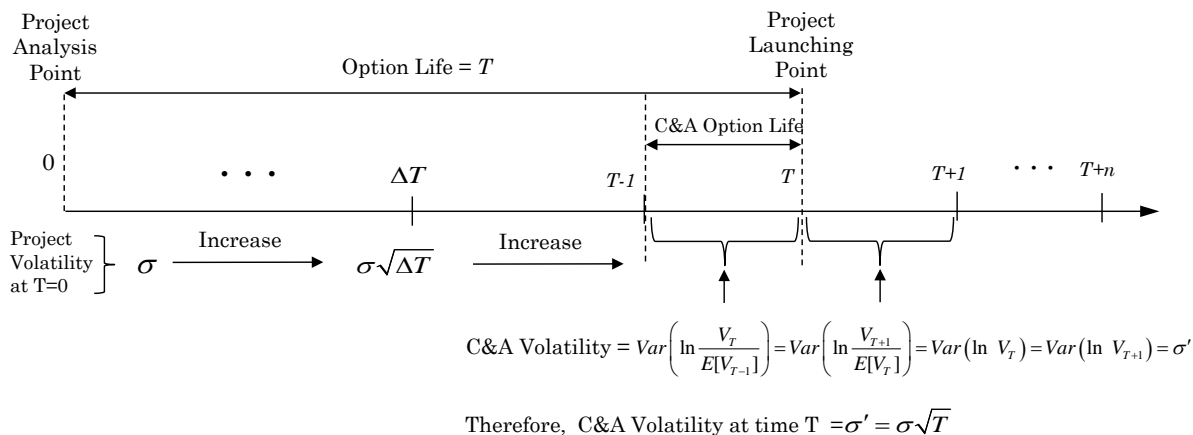 Project
Analysis
Point
Project
Launching
Point
Option Life = T
C&A Option Life
0
· · ·
ΔT
T-1
T
T+1
· · ·
T+n
Project
Volatility
at T=0
σ
Increase
σ√ΔT
Increase
C&A Volatility = Var(ln V_T / E[V_{T-1}]) = Var(ln V_{T+1} / E[V_T]) = Var(ln V_T) = Var(ln V_{T+1}) = σ′
Therefore, C&A Volatility at time T =σ′ = σ√T